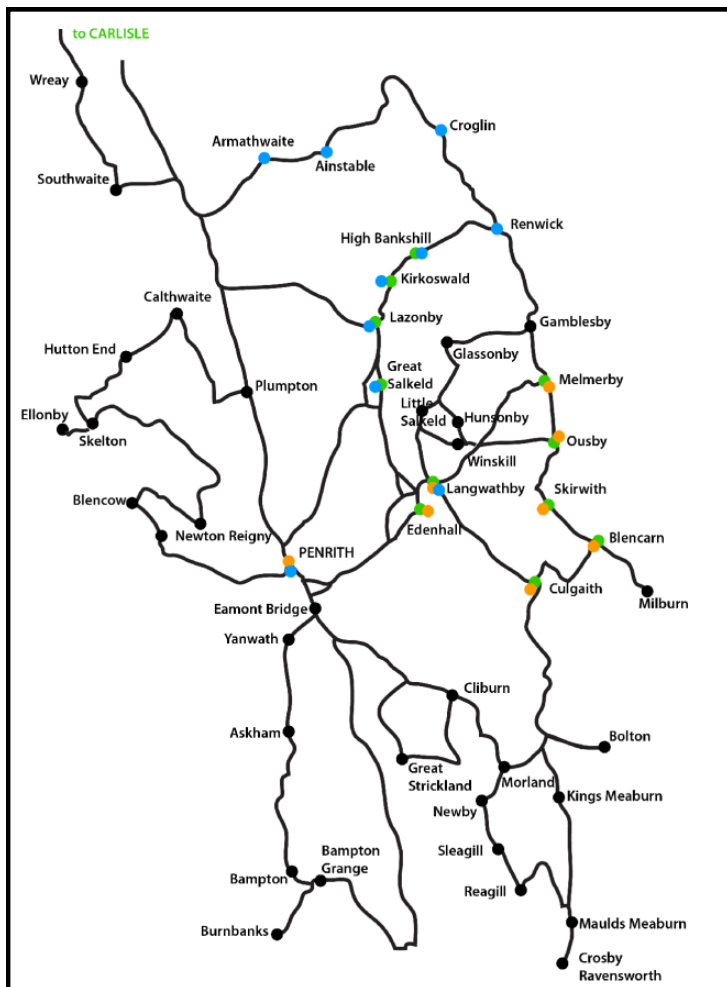 to CARLISLE
Wreay
Croglin
Armathwaite
Ainstable
Southwaite
Renwick
High Bankshill
Kirkoswald
Calthwaite
Lazonby
Gamblesby
Hutton End
Glassonby
Great
Salkeld
Melmerby
Plumpton
Little
Salkeld
Hunsonby
Ellonby
Skelton
Ousby
Winskill
Blencow
Langwathby
Skirwith
Newton Reigny
Edenhall
Blencarn
PENRITH
Culgaith
Milburn
Eamont Bridge
Yanwath
Cliburn
Askham
Bolton
Great
Strickland
Morland
Kings Meaburn
Newby
Bampton
Grange
Sleagill
Bampton
Reagill
Maulds Meaburn
Burnbanks
Crosby
Ravensworth